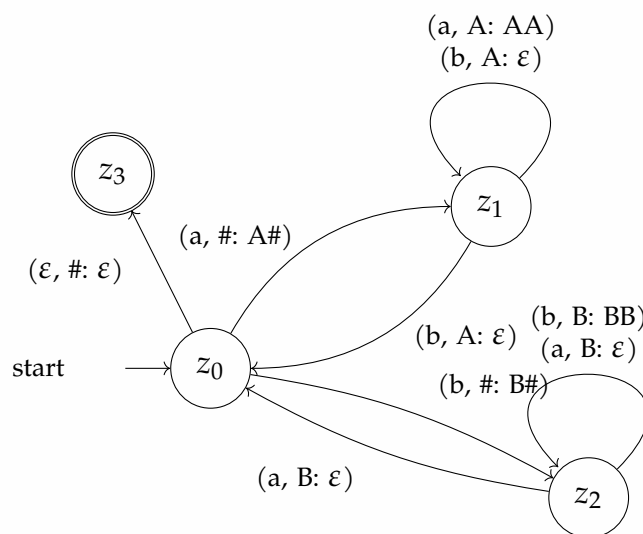 (a, A: AA)
(b, A: ε)
z₃
z₁
(a, #: A#)
(ε, #: ε)
(b, B: BB)
(b, A: ε)
(a, B: ε)
start
z₀
(b, #: B#)
(a, B: ε)
z₂